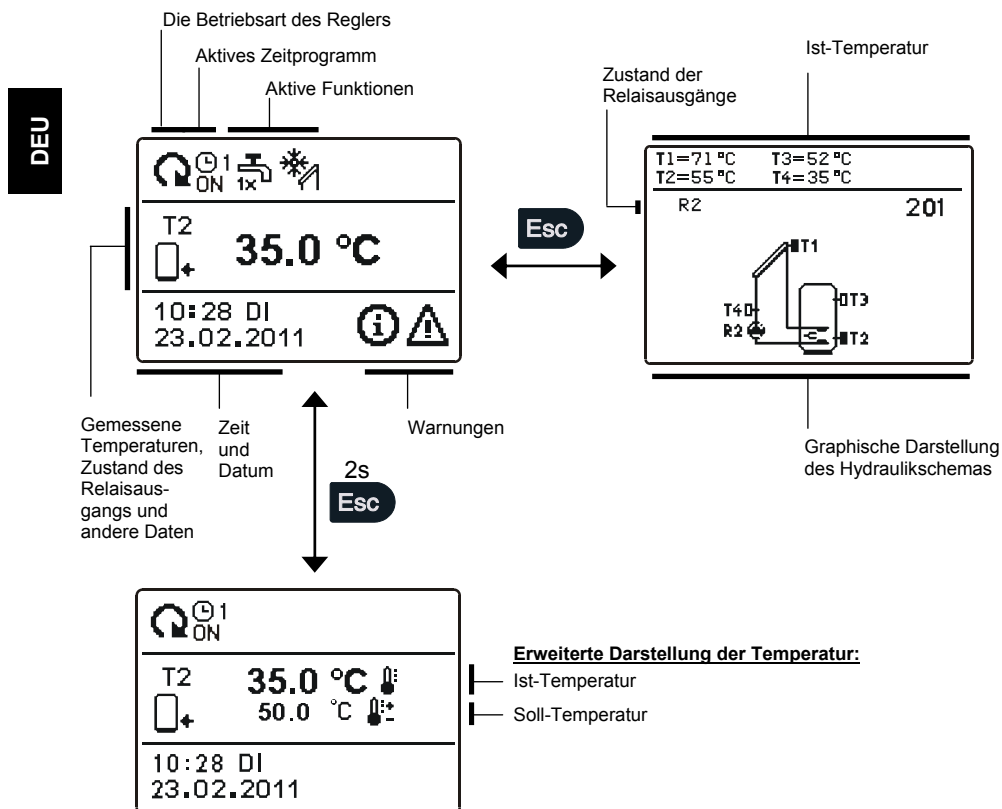 Die Betriebsart des Reglers
Aktives Zeitprogramm
Aktive Funktionen
DEU
1
ON
1x
T2
35.0 °C
10:28 DI
23.02.2011
Esc
Ist-Temperatur
Zustand der
Relaisausgänge
T1=71°C T3=52°C
T2=55°C T4=35°C
R2
201
T1
T4
T3
R2
T2
Graphische Darstellung
des Hydraulikschemas
Gemessene
Temperaturen,
Zustand des
Relaisaus-
gangs und
andere Daten
Zeit
und
Datum
Warnungen
2s
Esc
1
ON
T2
35.0 °C
50.0 °C
10:28 DI
23.02.2011
Erweiterte Darstellung der Temperatur:
Ist-Temperatur
Soll-Temperatur